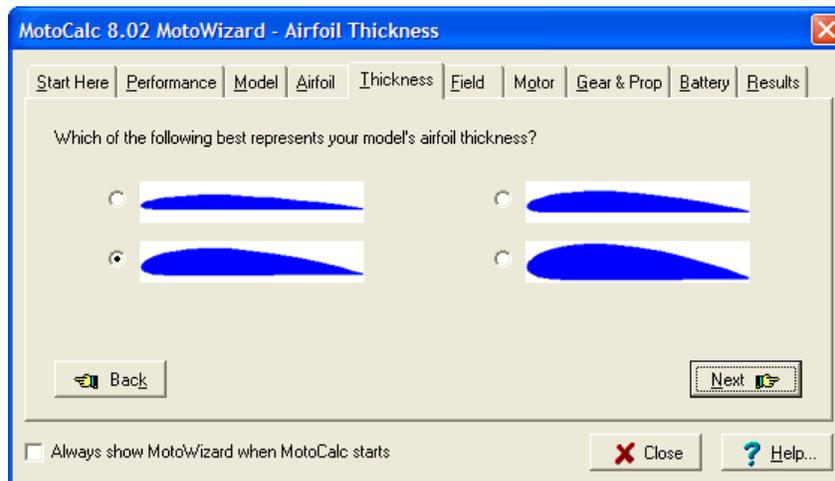 MotoCalc 8.02 MotoWizard - Airfoil Thickness
Start Here Performance Model Airfoil Thickness Field Motor Gear & Prop Battery Results
Which of the following best represents your model's airfoil thickness?
Back Next
Always show MotoWizard when MotoCalc starts Close Help...